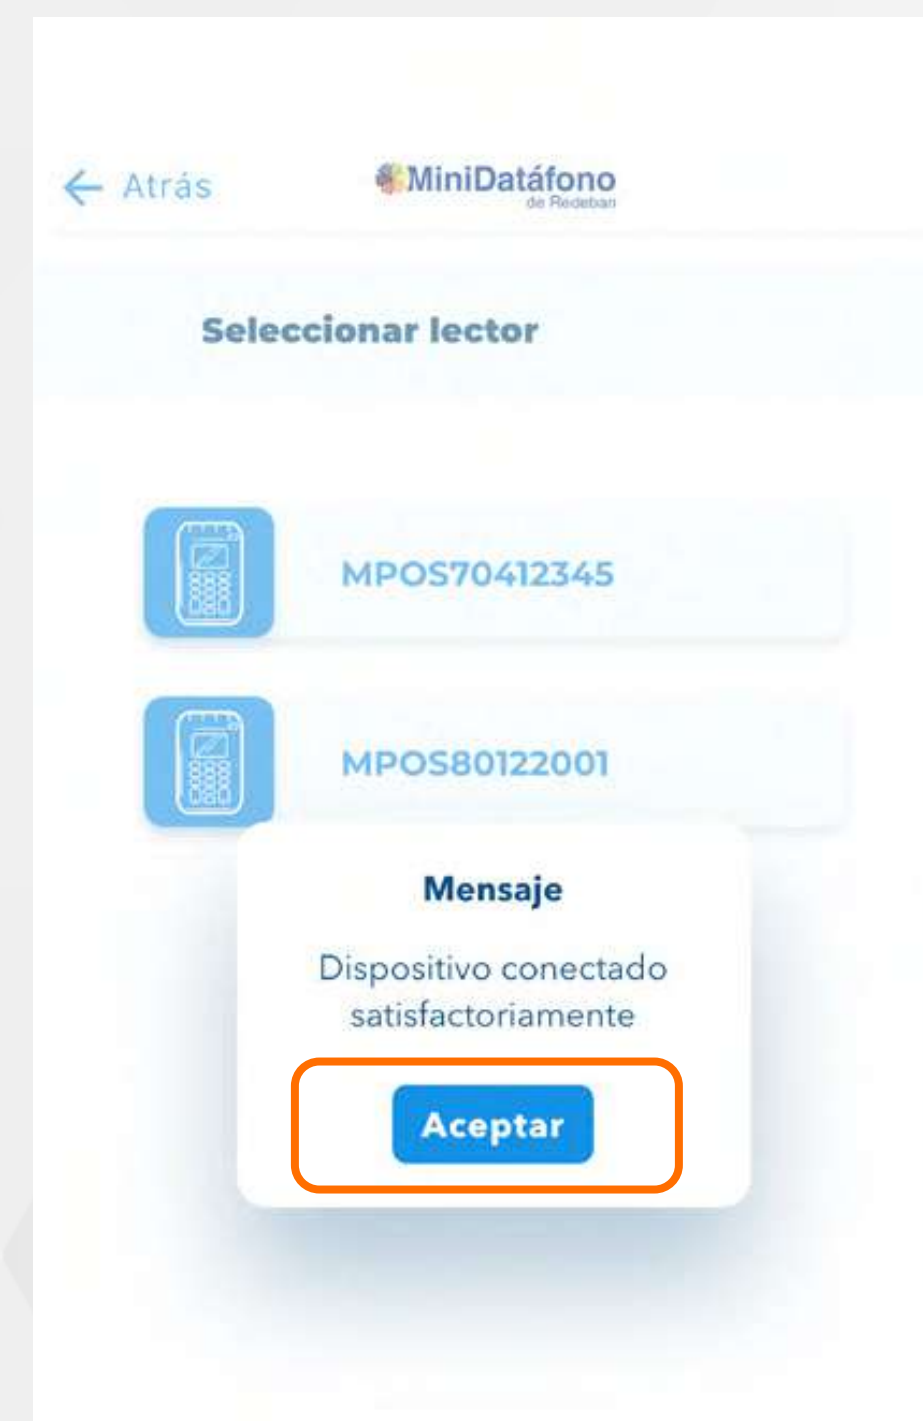 ← Atrás
MiniDatáfono
de Redeban
Seleccionar lector
MPOS70412345
MPOS80122001
Mensaje
Dispositivo conectado
satisfactoriamente
Aceptar